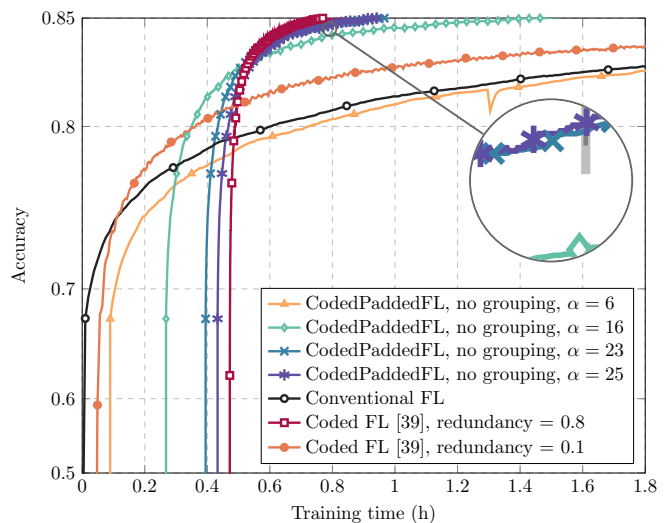 0.85
0.8
0.7
0.6
0.5
Accuracy
CodedPaddedFL, no grouping, α = 6
CodedPaddedFL, no grouping, α = 16
CodedPaddedFL, no grouping, α = 23
CodedPaddedFL, no grouping, α = 25
Conventional FL
Coded FL [39], redundancy = 0.8
Coded FL [39], redundancy = 0.1
0 0.2 0.4 0.6 0.8 1 1.2 1.4 1.6 1.8
Training time (h)